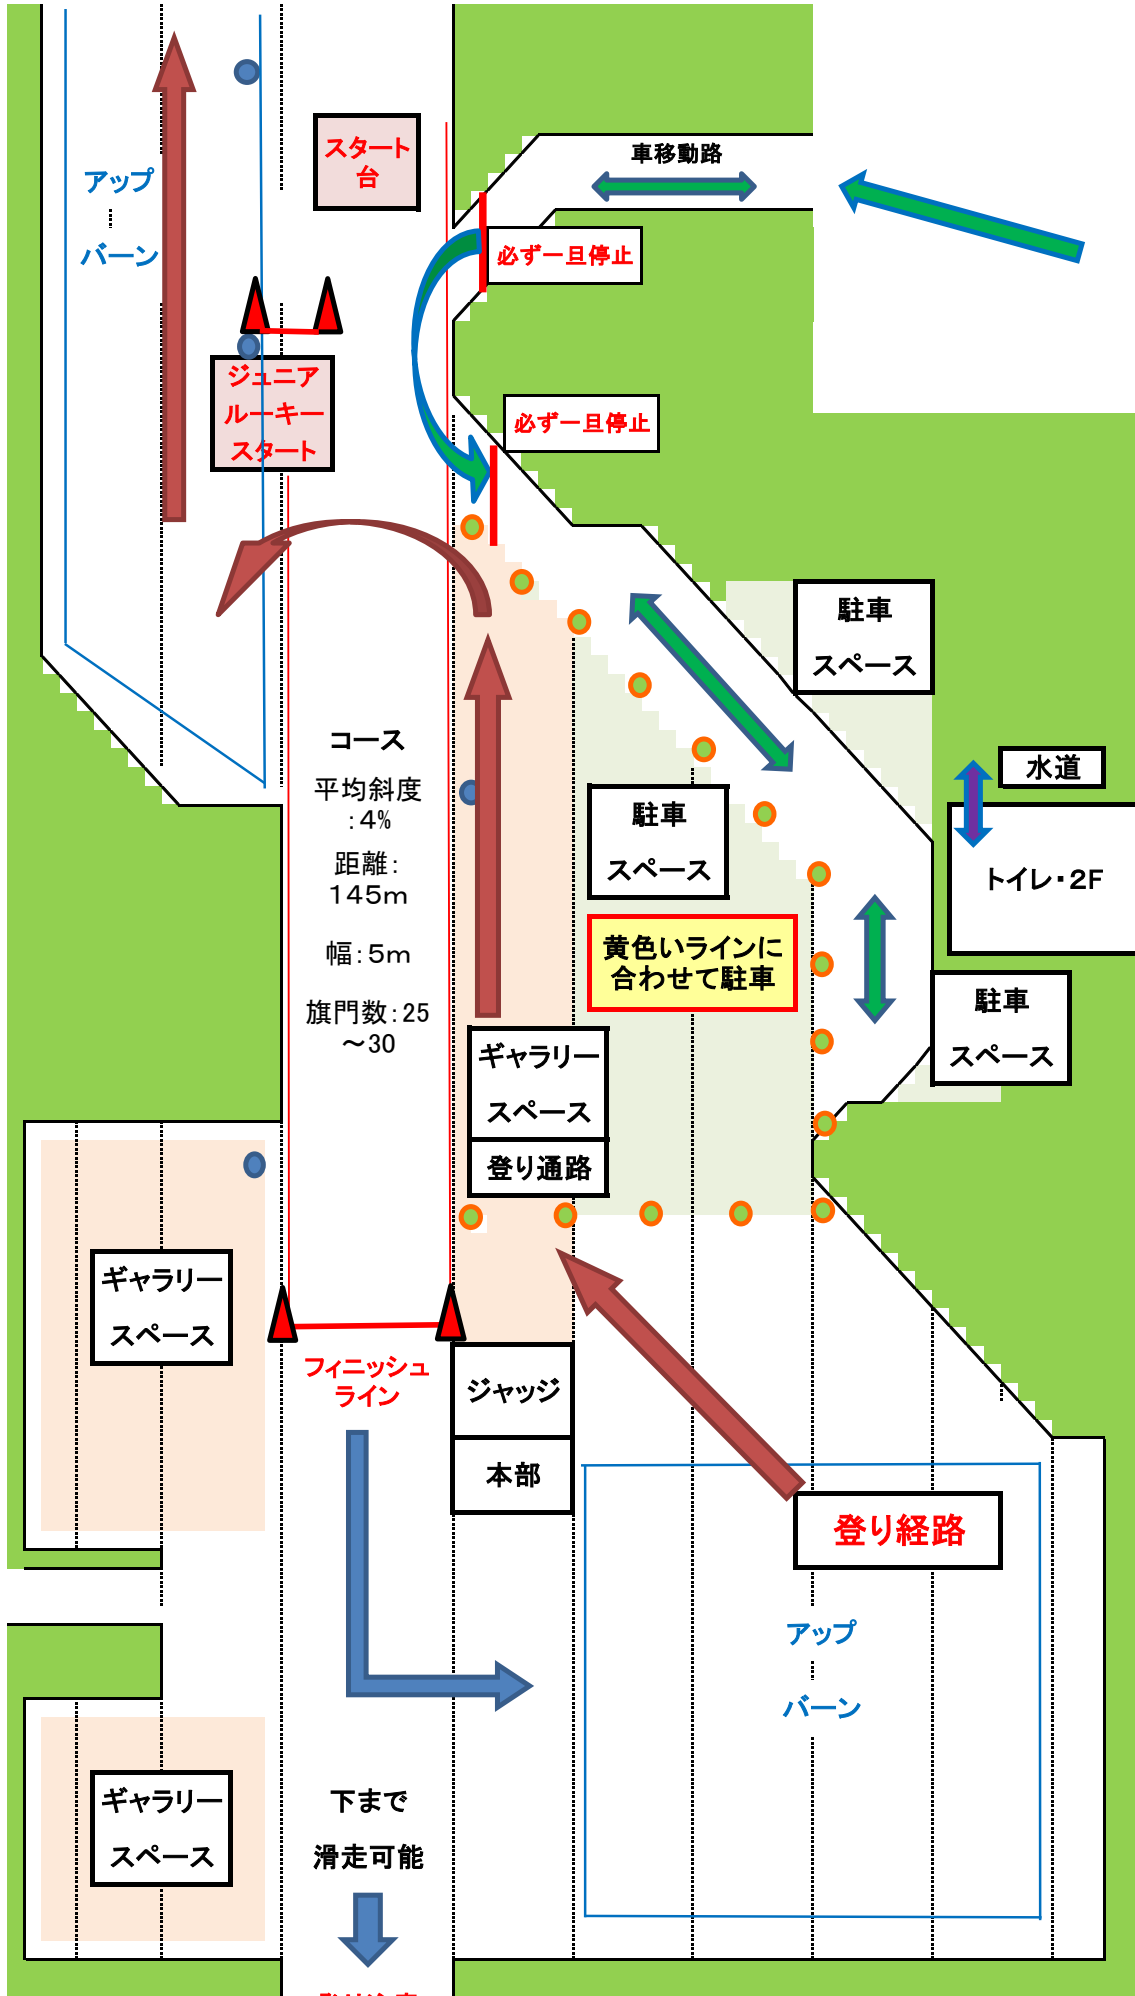 車移動路
スタート
台
アップ
バーン
必ず一旦停止
必ず一旦停止
ジュニア
ルーキー
スタート
駐車
スペース
コース
平均斜度
:4%
距離:
145m
幅:5m
旗門数:25
～30
水道
トイレ・2F
駐車
スペース
黄色いラインに
合わせて駐車
駐車
スペース
ギャラリー
スペース
登り通路
ギャラリー
スペース
フィニッシュ
ライン
ジャッジ
本部
登り経路
アップ
バーン
ギャラリー
スペース
下まで
滑走可能